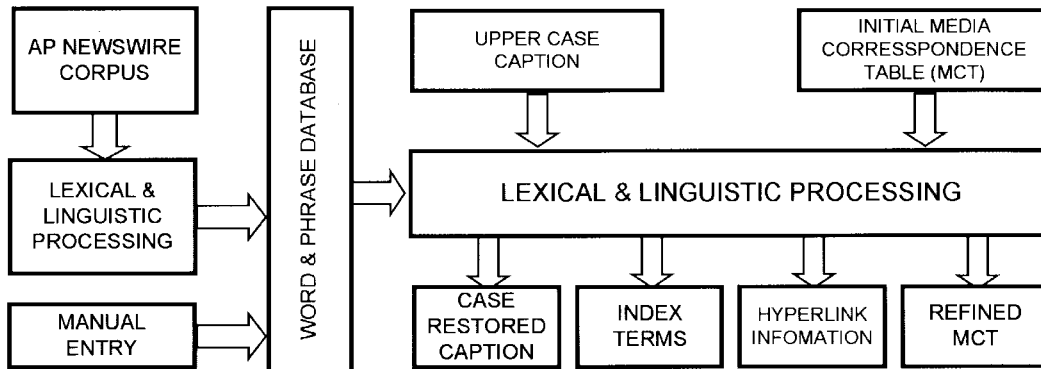 AP NEWSWIRE
CORPUS
LEXICAL &
LINGUISTIC
PROCESSING
MANUAL
ENTRY
WORD & PHRASE DATABASE
UPPER CASE
CAPTION
INITIAL MEDIA
CORRESSPONDENCE
TABLE (MCT)
LEXICAL & LINGUISTIC PROCESSING
CASE
RESTORED
CAPTION
INDEX
TERMS
HYPERLINK
INFOMATION
REFINED
MCT